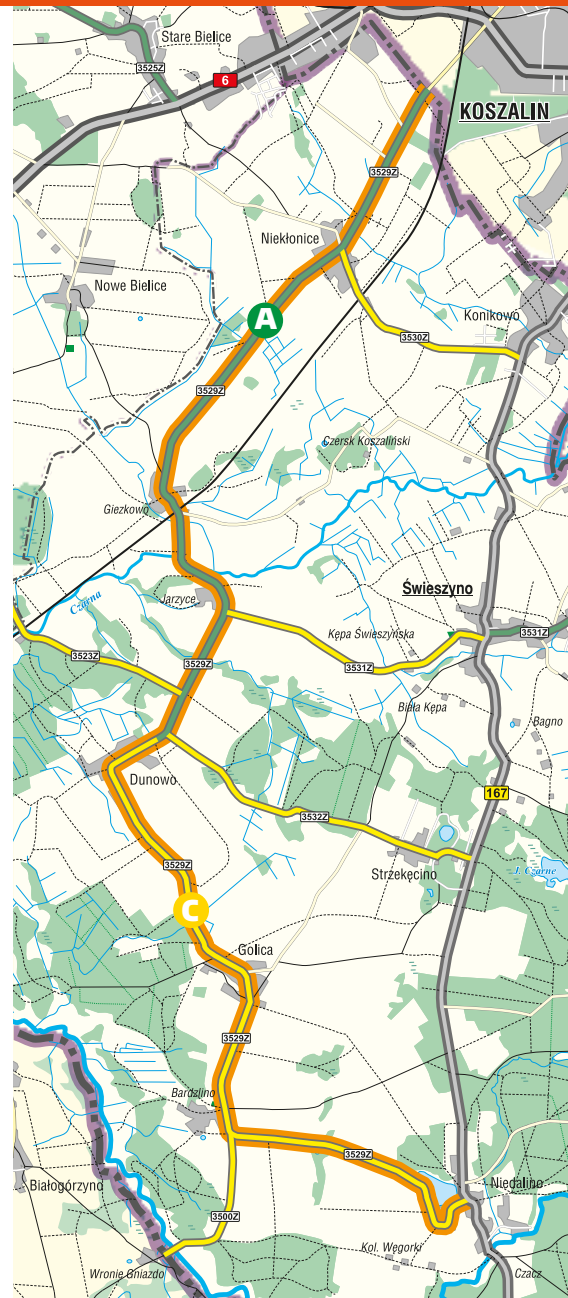 Stare Bielice
3525Z
6
KOSZALIN
3529Z
Niekłonice
Nowe Bielice
A
Konikowo
3530Z
3529Z
Czersk Koszaliński
Giezkowo
Świeszyno
Czarna
Jarzyce
Kępa Świeszyńska
3531Z
3523Z
3529Z
3531Z
Biała Kępa
Bagno
Dunowo
167
3532Z
3529Z
Strzekęcino
J. Czarne
C
Golica
3529Z
Bardzlino
3529Z
Niedalino
Białogórzyno
3500Z
Kol. Węgorki
Wronie Gniazdo
Czacz